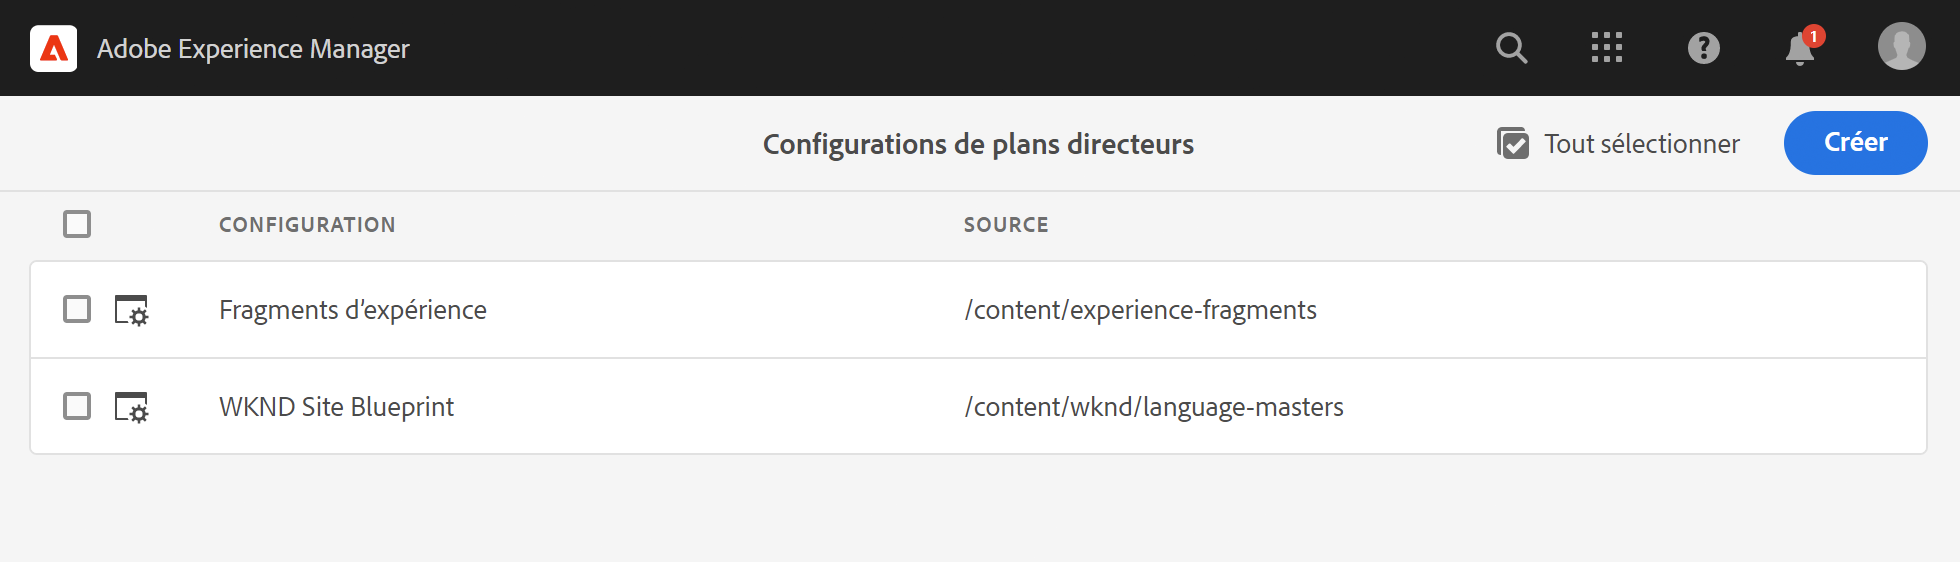 Adobe Experience Manager
1
Configurations de plans directeurs
Tout sélectionner
Créer
CONFIGURATION SOURCE
Fragments d’expérience /content/experience-fragments
WKND Site Blueprint /content/wknd/language-masters